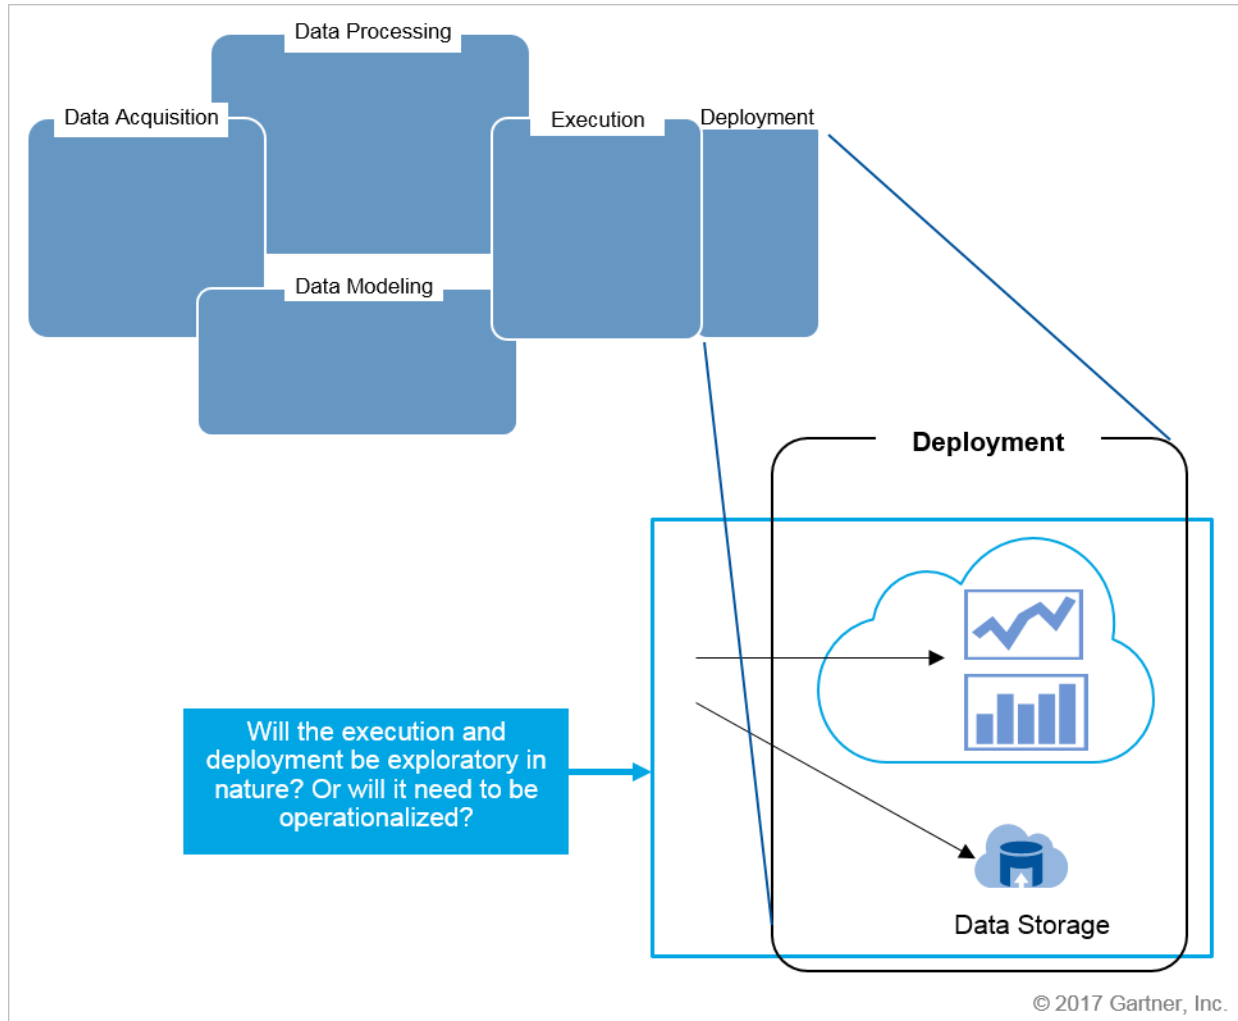 Data Processing
Data Acquisition
Execution
Deployment
Data Modeling
Deployment
Will the execution and
deployment be exploratory in
nature? Or will it need to be
operationalized?
Data Storage
© 2017 Gartner, Inc.